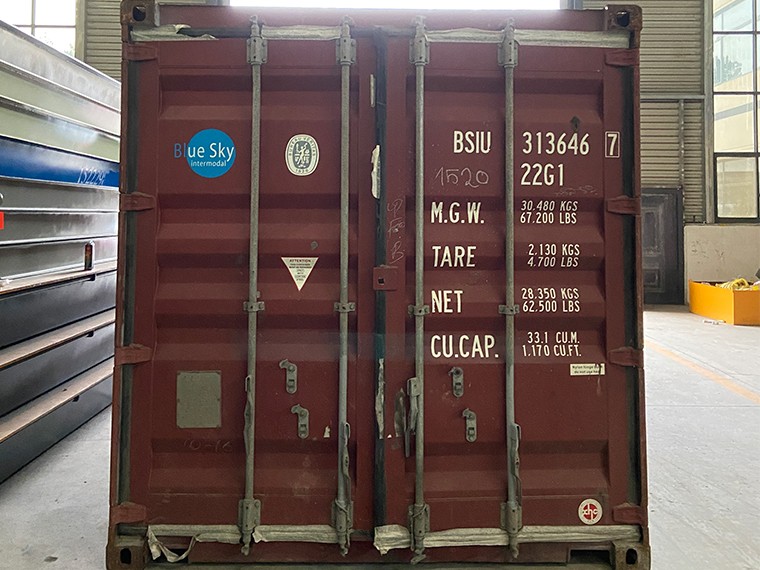 Blue Sky
intermodal
BSIU 313646 7
1520 22G1
M.G.W. 30.480 KGS
67.200 LBS
TARE 2.130 KGS
4.700 LBS
NET 28.350 KGS
62.500 LBS
CU.CAP. 33.1 CU.M.
1.170 CU.FT.
ATTENTION